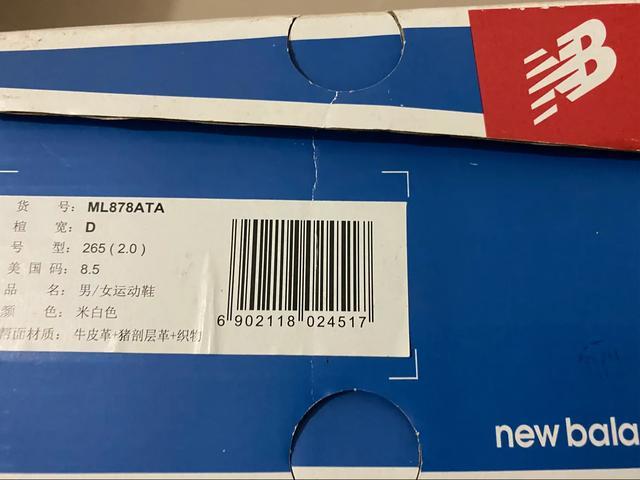 NB
货 号: ML878ATA
楦 宽: D
号 型: 265 ( 2.0 )
美 国 码: 8.5
品 名: 男/女运动鞋
颜 色: 米白色
帮面材质: 牛皮革+猪剖层革+织物
6 902118 024517
new bala